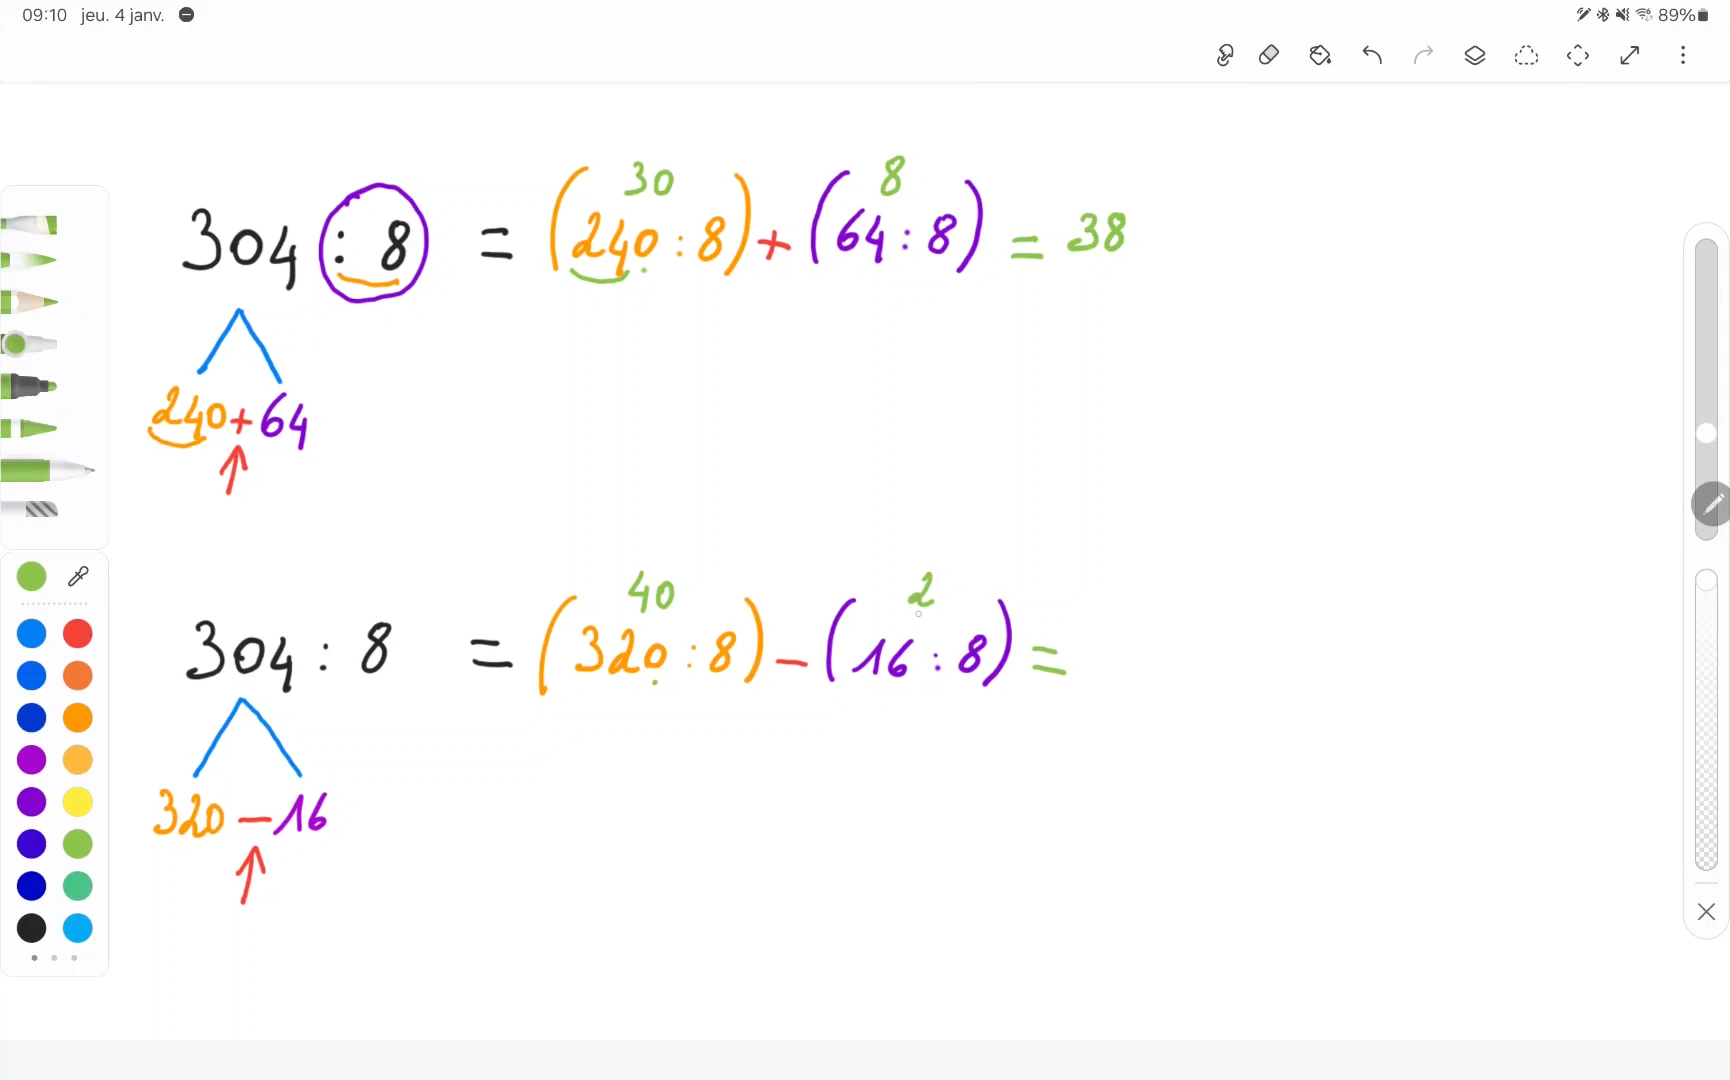 09:10 jeu. 4 janv. 89%
30 8
304 : 8 = (240 : 8) + (64 : 8) = 38
240 + 64
40 2
304 : 8 = (320 : 8) - (16 : 8) =
320 - 16